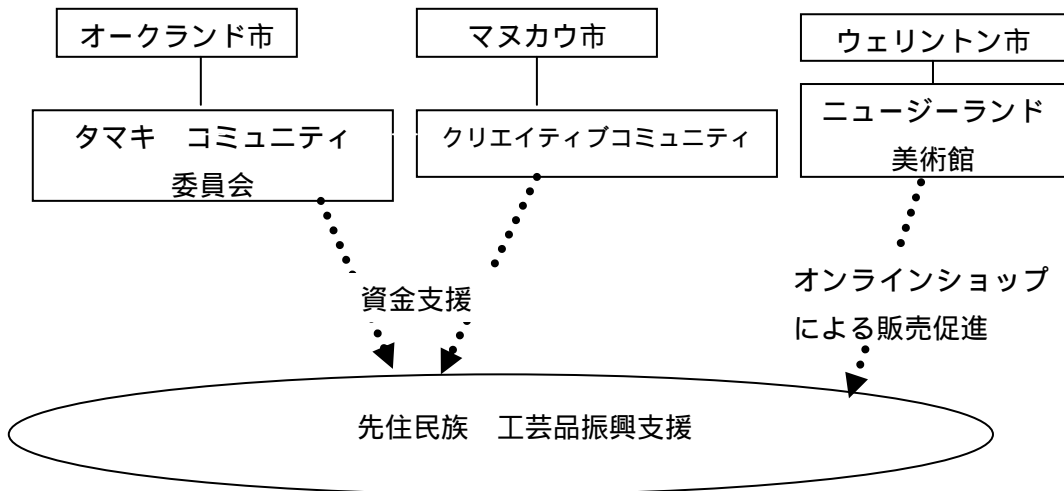 オークランド市
マヌカウ市
ウェリントン市
タマキ　コミュニティ
委員会
クリエイティブコミュニティ
ニュージーランド
美術館
資金支援
オンラインショップ
による販売促進
先住民族　工芸品振興支援